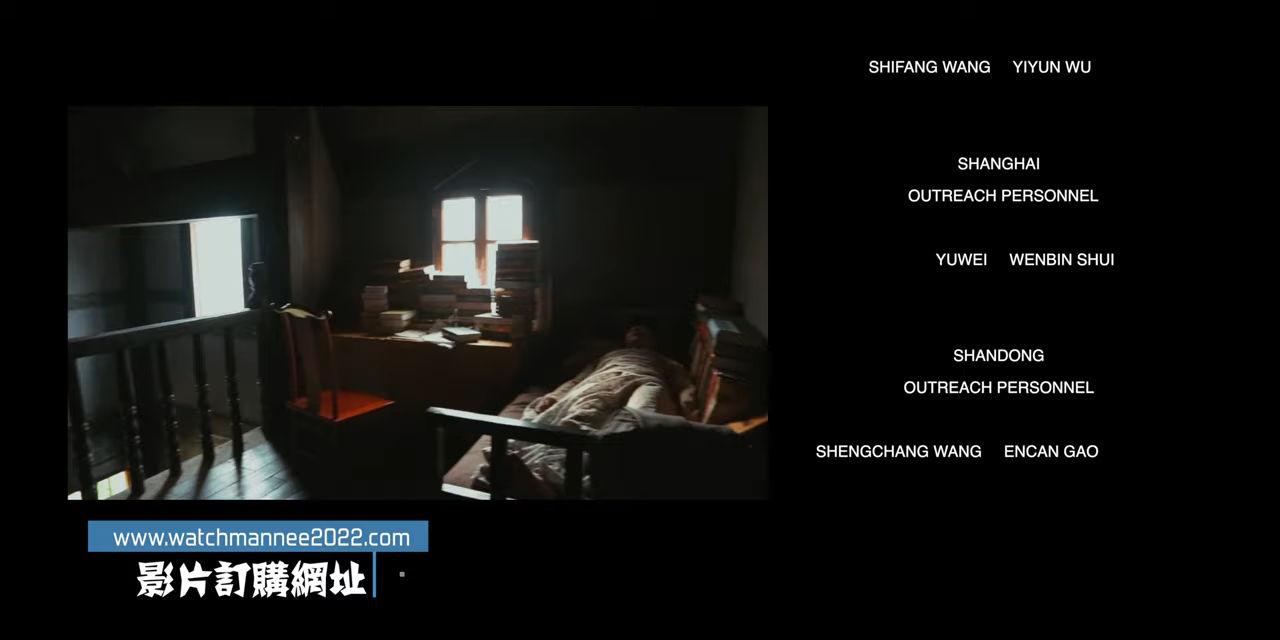 SHIFANG WANG YIYUN WU
SHANGHAI
OUTREACH PERSONNEL
YUWEI WENBIN SHUI
SHANDONG
OUTREACH PERSONNEL
SHENGCHANG WANG ENCAN GAO
www.watchmannee2022.com
影片訂購網址